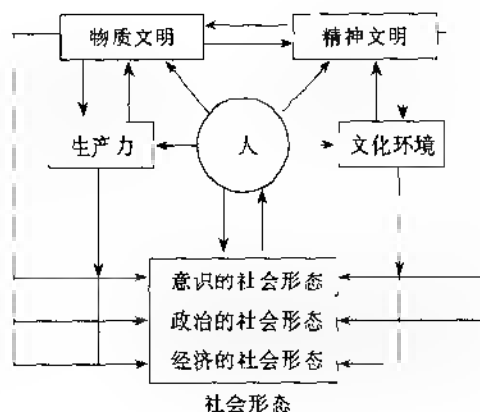 物质文明 精神文明
生产力 人 文化环境
意识的社会形态
政治的社会形态
经济的社会形态
社会形态